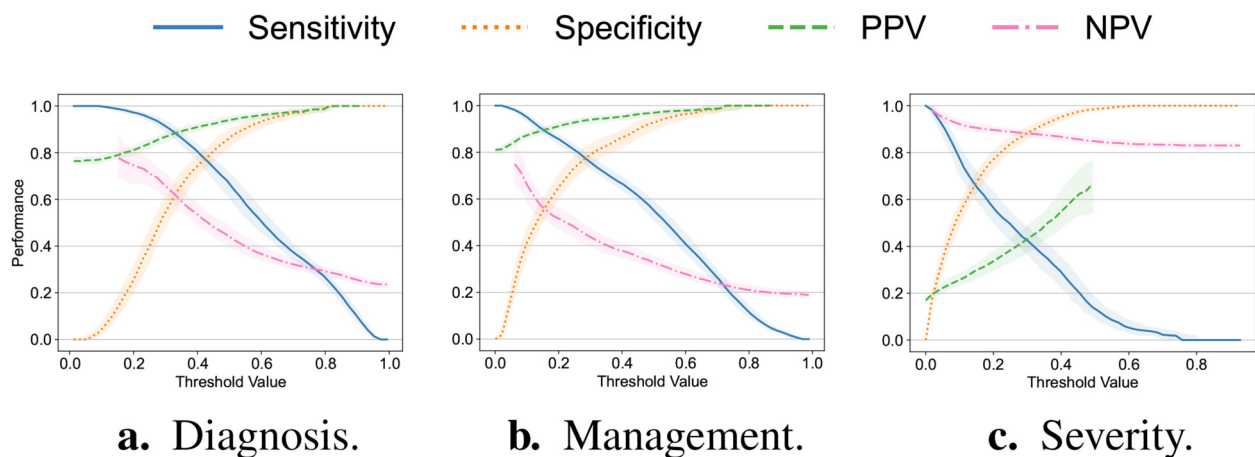 Sensitivity Specificity PPV NPV
Performance
1.0
0.8
0.6
0.4
0.2
0.0
0.0 0.2 0.4 0.6 0.8 1.0
Threshold Value
a. Diagnosis.
1.0
0.8
0.6
0.4
0.2
0.0
0.0 0.2 0.4 0.6 0.8 1.0
Threshold Value
b. Management.
1.0
0.8
0.6
0.4
0.2
0.0
0.0 0.2 0.4 0.6 0.8
Threshold Value
c. Severity.